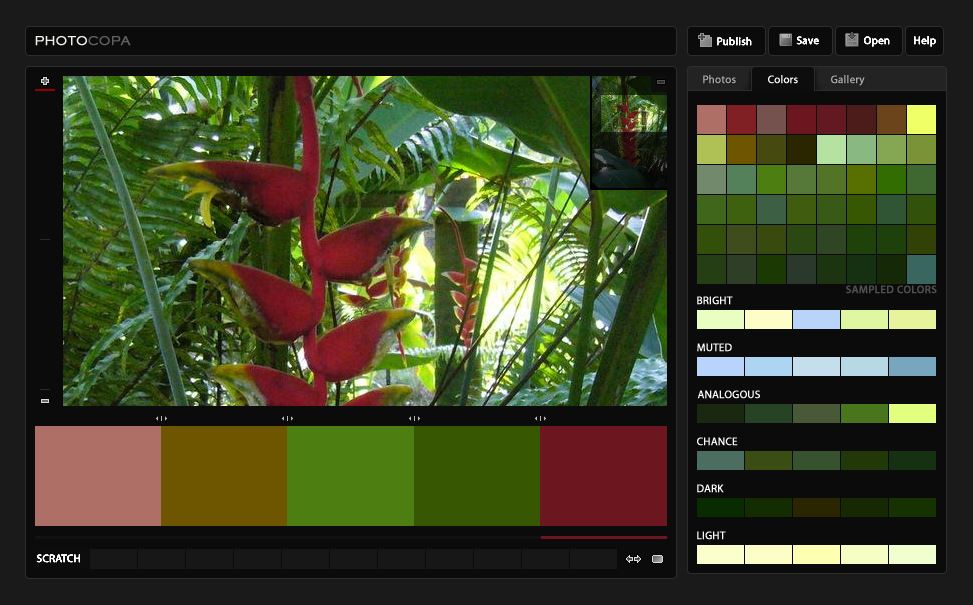 PHOTOCOPA
Publish
Save
Open
Help
Photos
Colors
Gallery
SAMPLED COLORS
BRIGHT
MUTED
ANALOGOUS
CHANCE
DARK
LIGHT
SCRATCH